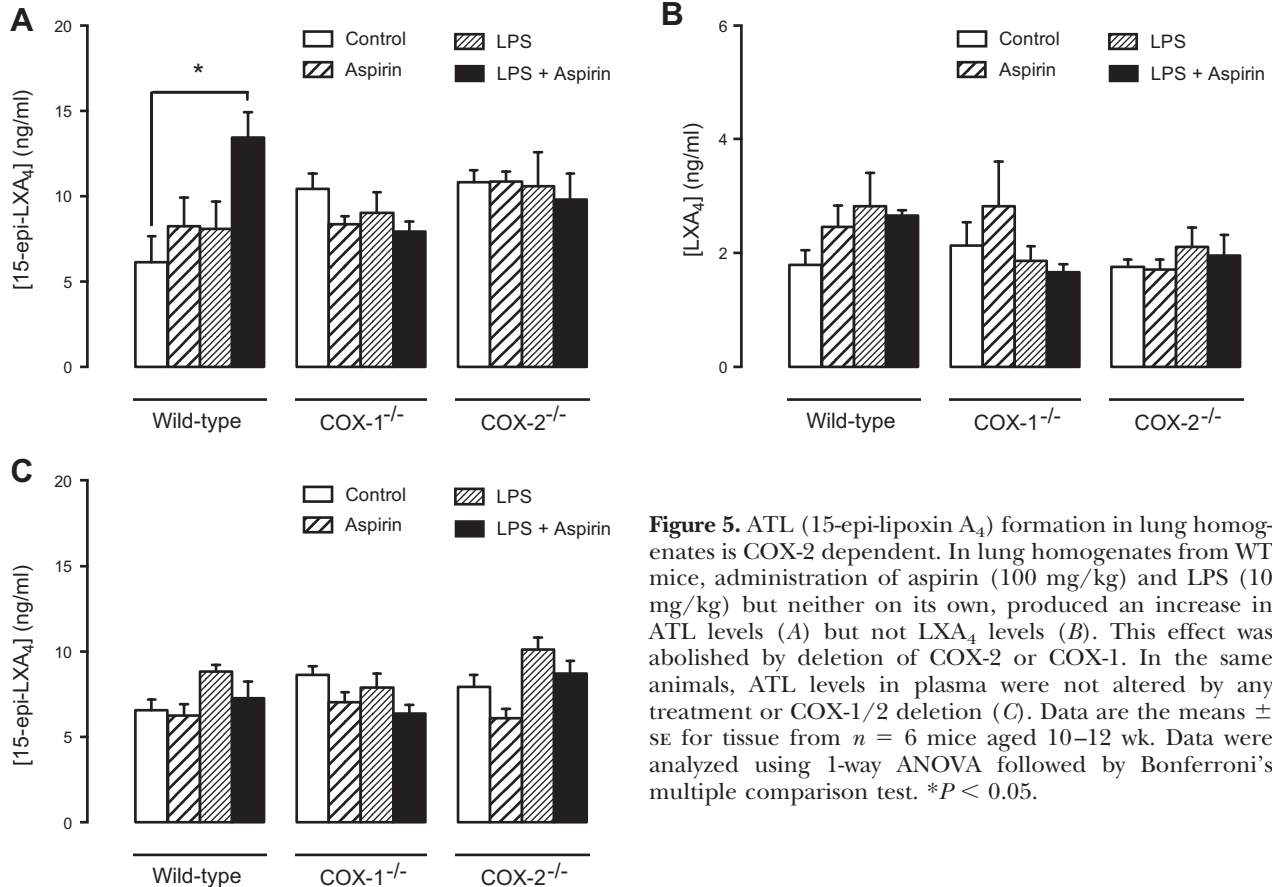 A
[15-epi-LXA₄] (ng/ml)
20
15
10
5
0
Control
Aspirin
LPS
LPS + Aspirin
*
Wild-type
COX-1⁻/⁻
COX-2⁻/⁻
B
[LXA₄] (ng/ml)
6
4
2
0
Control
Aspirin
LPS
LPS + Aspirin
Wild-type
COX-1⁻/⁻
COX-2⁻/⁻
C
[15-epi-LXA₄] (ng/ml)
20
15
10
5
0
Control
Aspirin
LPS
LPS + Aspirin
Wild-type
COX-1⁻/⁻
COX-2⁻/⁻
Figure 5. ATL (15-epi-lipoxin A₄) formation in lung homog-
enates is COX-2 dependent. In lung homogenates from WT
mice, administration of aspirin (100 mg/kg) and LPS (10
mg/kg) but neither on its own, produced an increase in
ATL levels (A) but not LXA₄ levels (B). This effect was
abolished by deletion of COX-2 or COX-1. In the same
animals, ATL levels in plasma were not altered by any
treatment or COX-1/2 deletion (C). Data are the means ±
SE for tissue from n = 6 mice aged 10–12 wk. Data were
analyzed using 1-way ANOVA followed by Bonferroni's
multiple comparison test. *P < 0.05.